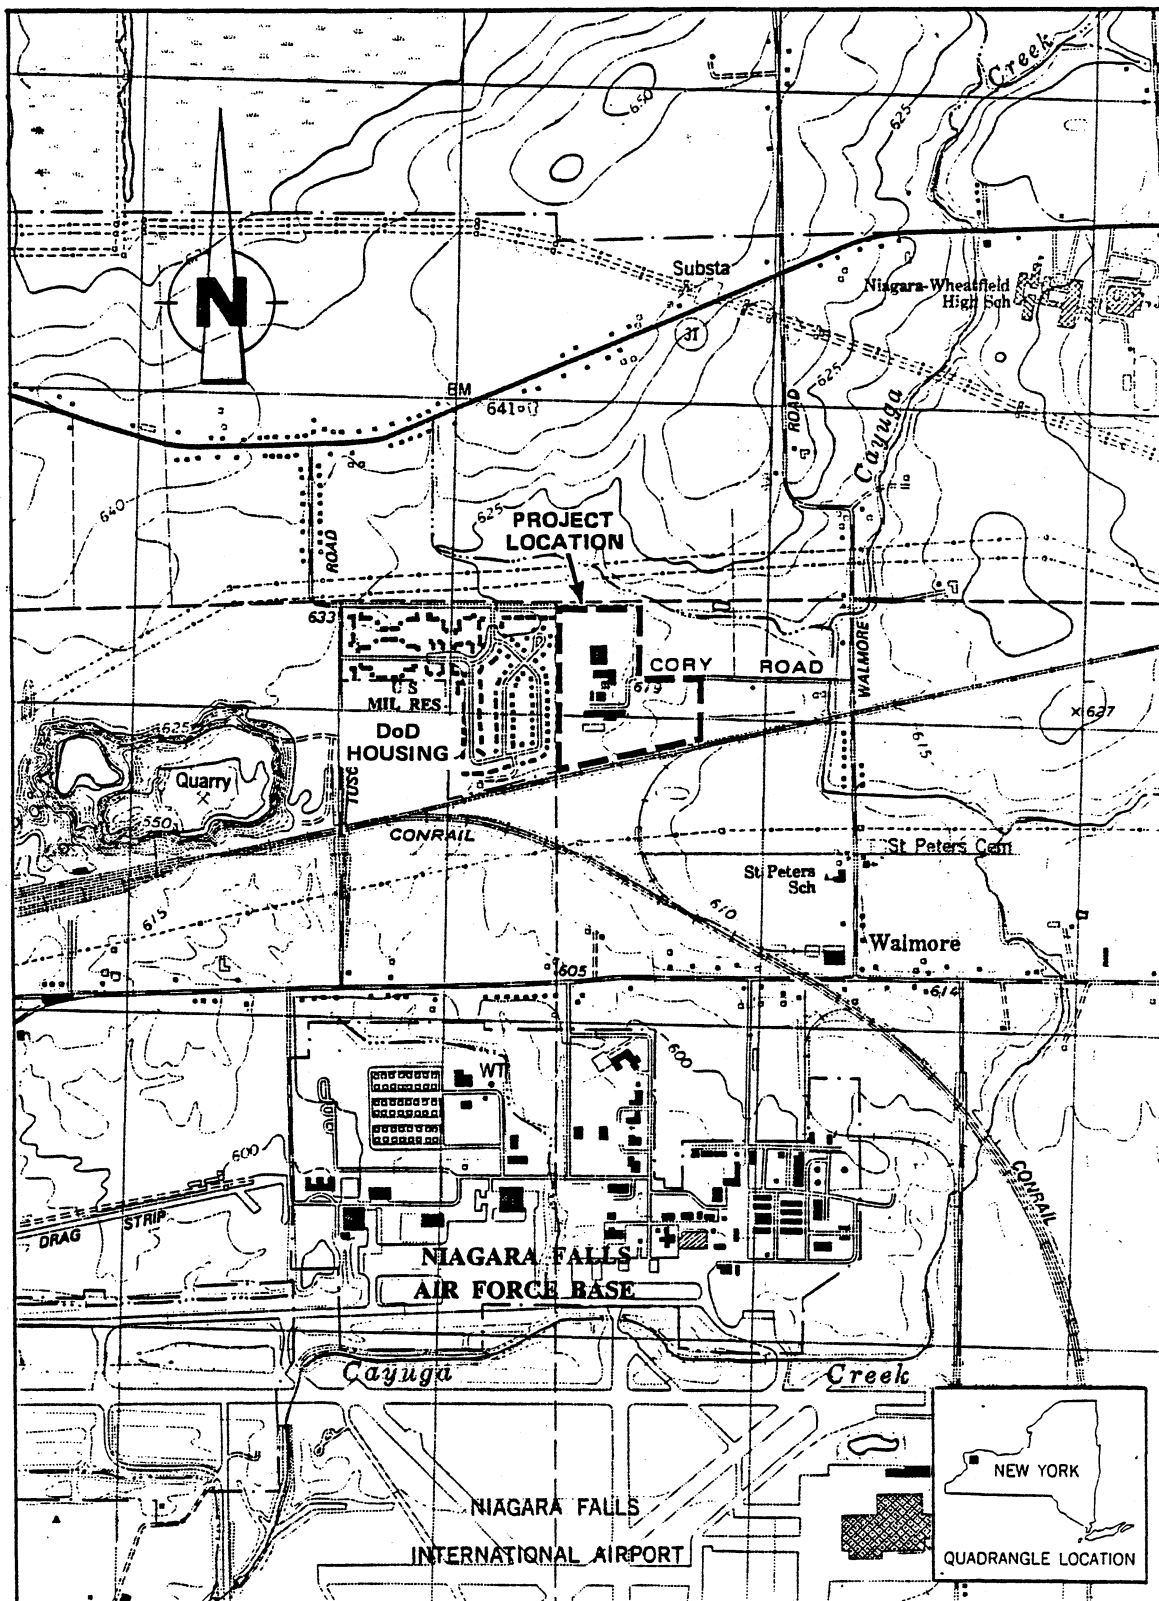 Creek
650
625
Substa
Niagara-Wheatfield
High Sch
N
31
BM
641
625
ROAD
Cayuga
640
625
PROJECT
LOCATION
ROAD
633
CORY ROAD
WALMORE
U S
MIL RES
619
627
DoD
HOUSING
625
615
Quarry
550
CONRAIL
St Peters Cem
St Peters
Sch
615
610
Walmore
605
614
WT
600
600
CONRAIL
DRAG STRIP
NIAGARA FALLS
AIR FORCE BASE
Cayuga Creek
NEW YORK
QUADRANGLE LOCATION
NIAGARA FALLS
INTERNATIONAL AIRPORT